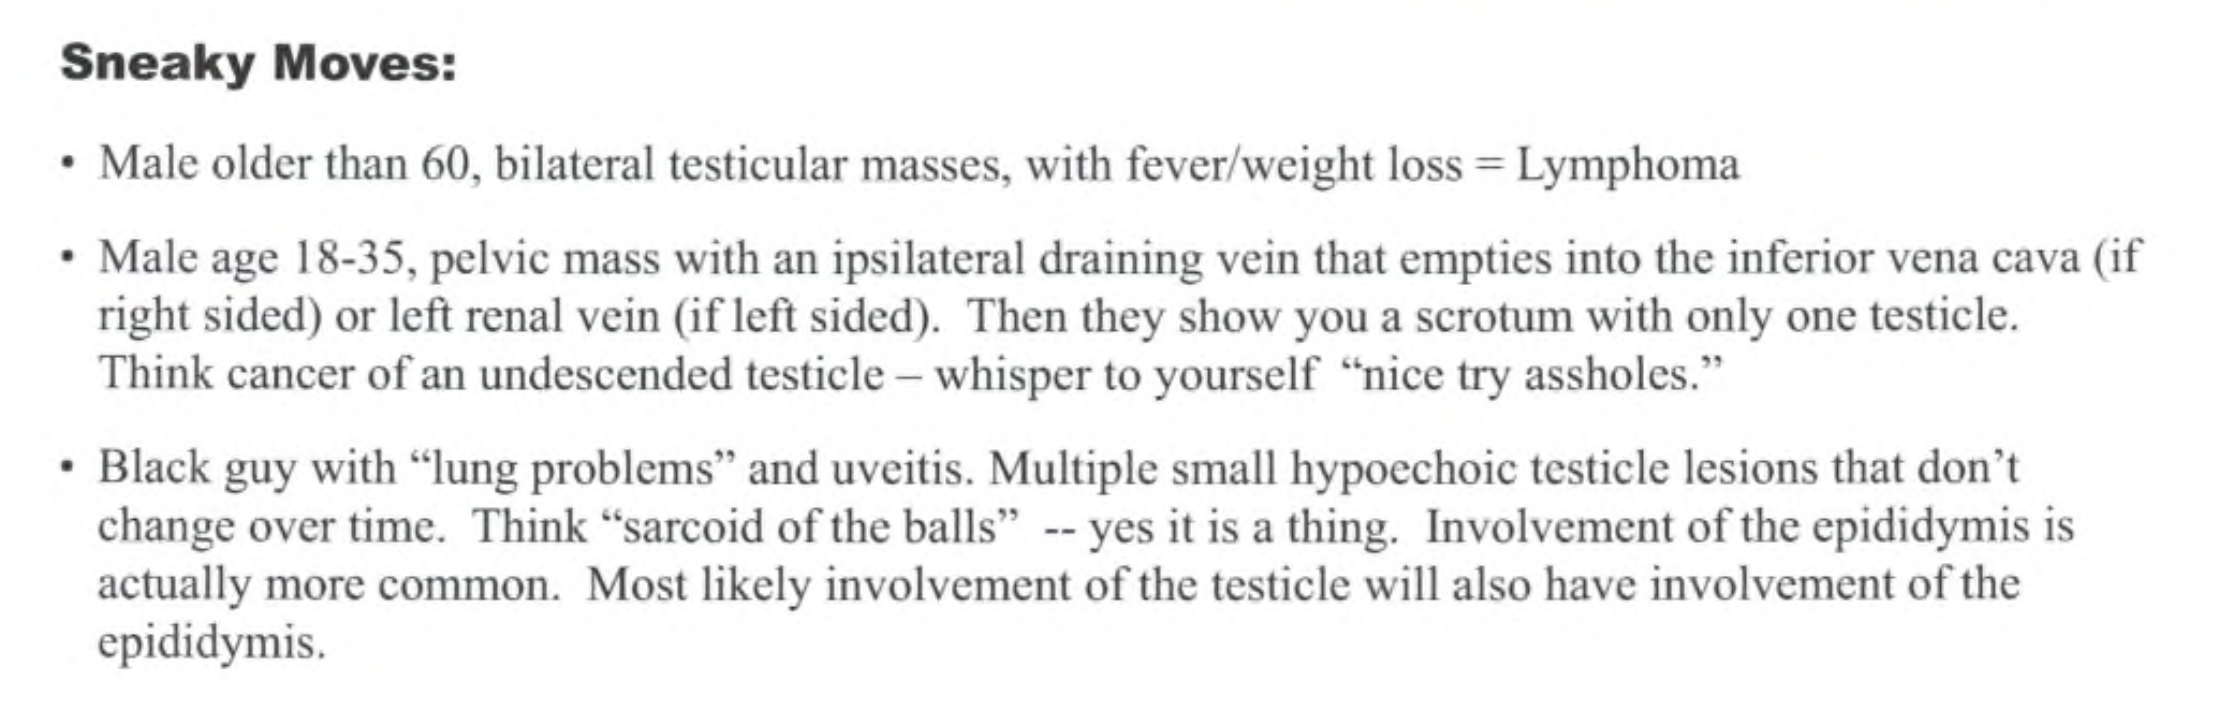 Sneaky Moves:
• Male older than 60, bilateral testicular masses, with fever/weight loss = Lymphoma
• Male age 18-35, pelvic mass with an ipsilateral draining vein that empties into the inferior vena cava (if
right sided) or left renal vein (if left sided).  Then they show you a scrotum with only one testicle.
Think cancer of an undescended testicle – whisper to yourself  “nice try assholes.”
• Black guy with “lung problems” and uveitis. Multiple small hypoechoic testicle lesions that don’t
change over time.  Think “sarcoid of the balls”  -- yes it is a thing.  Involvement of the epididymis is
actually more common.  Most likely involvement of the testicle will also have involvement of the
epididymis.